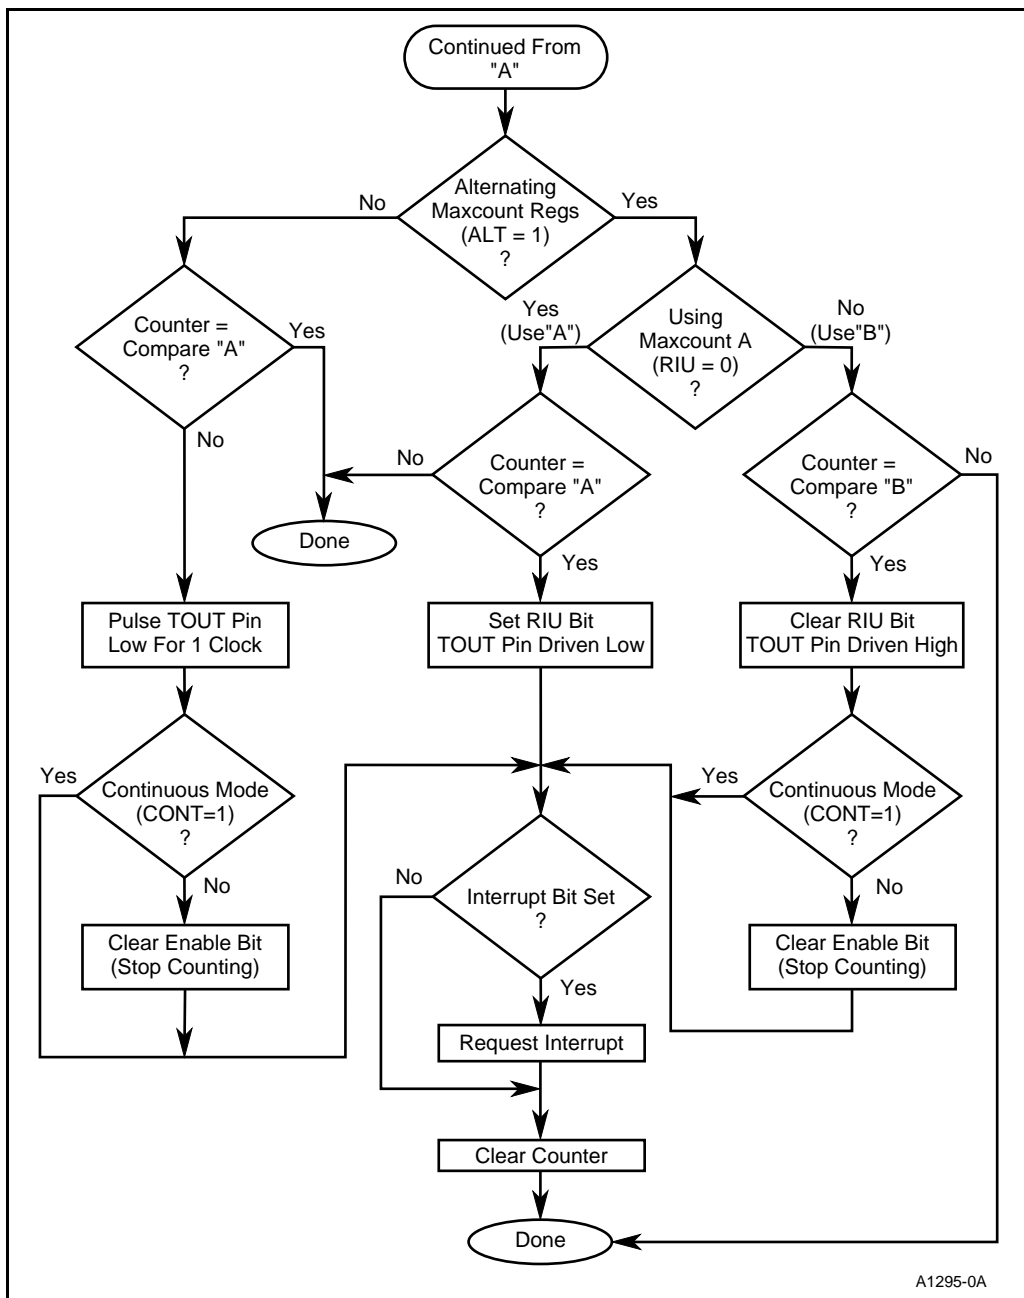 Continued From
"A"
Alternating
Maxcount Regs
(ALT = 1)
?
No
Yes
Counter =
Compare "A"
?
Yes
No
Using
Maxcount A
(RIU = 0)
?
Yes
(Use"A")
No
(Use"B")
Counter =
Compare "A"
?
No
Yes
Counter =
Compare "B"
?
No
Yes
Done
Pulse TOUT Pin
Low For 1 Clock
Set RIU Bit
TOUT Pin Driven Low
Clear RIU Bit
TOUT Pin Driven High
Continuous Mode
(CONT=1)
?
Yes
No
Continuous Mode
(CONT=1)
?
Yes
No
Interrupt Bit Set
?
No
Yes
Clear Enable Bit
(Stop Counting)
Clear Enable Bit
(Stop Counting)
Request Interrupt
Clear Counter
Done
A1295-0A